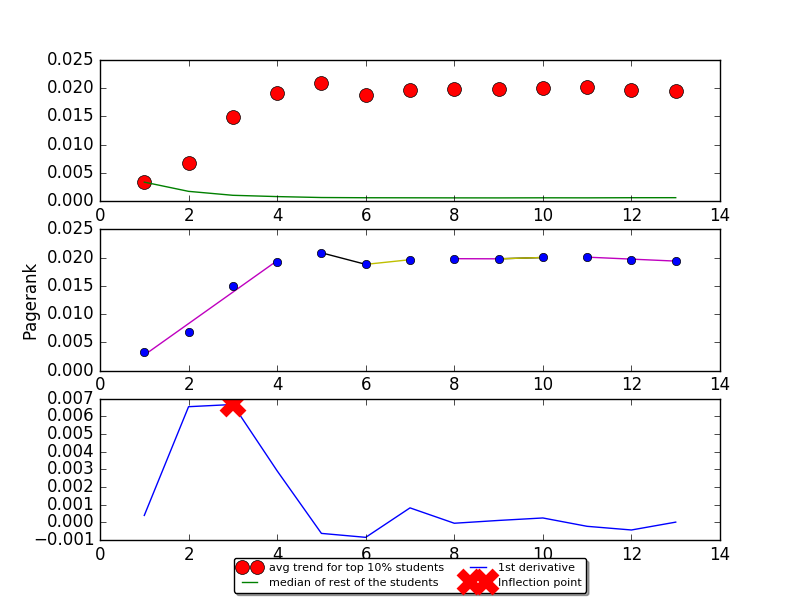 0.025
0.020
0.015
0.010
0.005
0.000
0 2 4 6 8 10 12 14
0.025
0.020
0.015
0.010
0.005
0.000
Pagerank
0 2 4 6 8 10 12 14
0.007
0.006
0.005
0.004
0.003
0.002
0.001
0.000
−0.001
0 2 4 6 8 10 12 14
avg trend for top 10% students
median of rest of the students
1st derivative
Inflection point